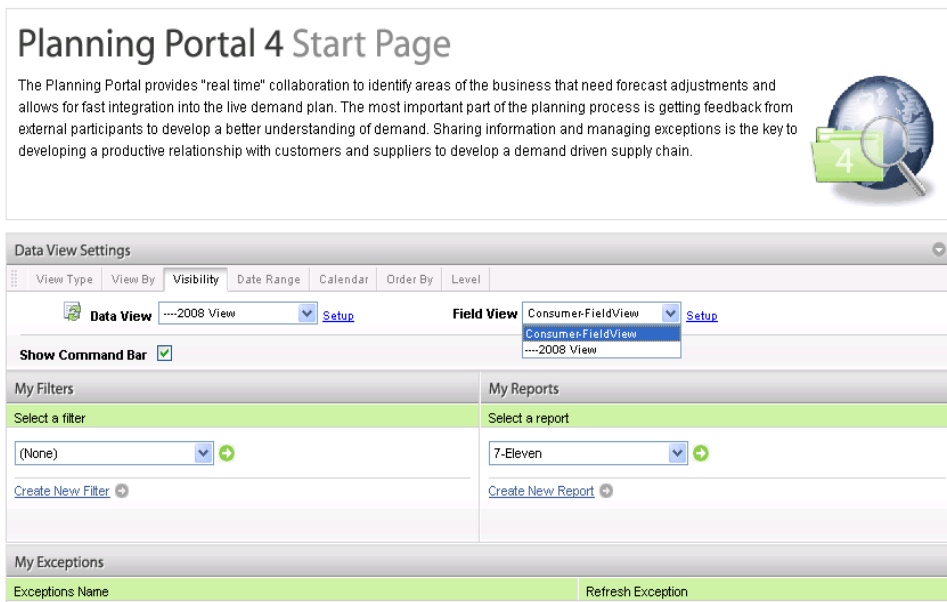 Planning Portal 4 Start Page
The Planning Portal provides "real time" collaboration to identify areas of the business that need forecast adjustments and
allows for fast integration into the live demand plan. The most important part of the planning process is getting feedback from
external participants to develop a better understanding of demand. Sharing information and managing exceptions is the key to
developing a productive relationship with customers and suppliers to develop a demand driven supply chain.
4
Data View Settings
View Type View By Visibility Date Range Calendar Order By Level
Data View ----2008 View Setup Field View Consumer-FieldView Setup
Consumer-FieldView
----2008 View
Show Command Bar
My Filters My Reports
Select a filter Select a report
(None) 7-Eleven
Create New Filter Create New Report
My Exceptions
Exceptions Name Refresh Exception